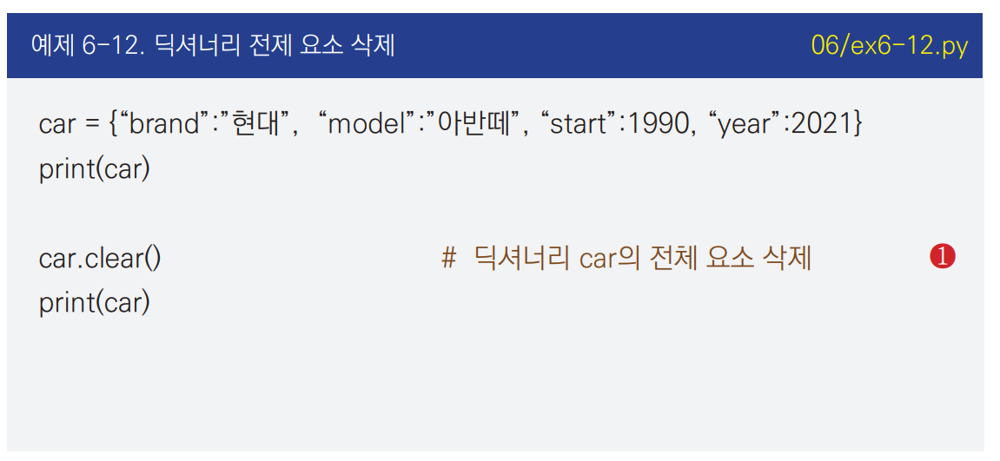 예제 6-12. 딕셔너리 전제 요소 삭제
06/ex6-12.py
car = {“brand”:”현대”, “model”:”아반떼”, “start”:1990, “year”:2021}
print(car)
car.clear() # 딕셔너리 car의 전체 요소 삭제 ❶
print(car)